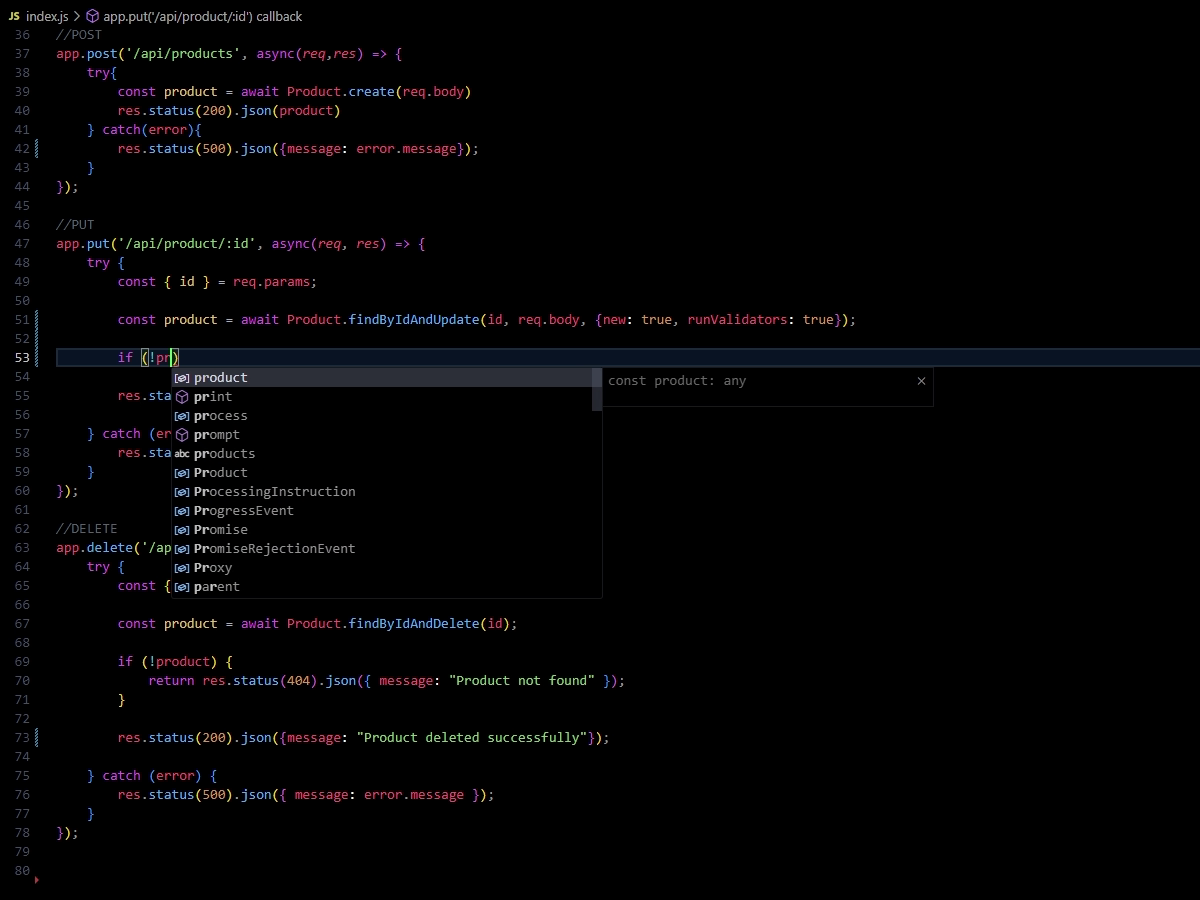 JS index.js > app.put('/api/product/:id') callback
36 //POST
37 app.post('/api/products', async(req,res) => {
38 try{
39 const product = await Product.create(req.body)
40 res.status(200).json(product)
41 } catch(error){
42 res.status(500).json({message: error.message});
43 }
44 });
45
46 //PUT
47 app.put('/api/product/:id', async(req, res) => {
48 try {
49 const { id } = req.params;
50
51 const product = await Product.findByIdAndUpdate(id, req.body, {new: true, runValidators: true});
52
53 if (!pr)
54 product const product: any ×
print
55 res.sta process
56 prompt
57 } catch (er products
58 res.sta Product
59 } ProcessingInstruction
60 }); ProgressEvent
61 Promise
62 //DELETE PromiseRejectionEvent
63 app.delete('/ap Proxy
64 try { parent
65 const {
66
67 const product = await Product.findByIdAndDelete(id);
68
69 if (!product) {
70 return res.status(404).json({ message: "Product not found" });
71 }
72
73 res.status(200).json({message: "Product deleted successfully"});
74
75 } catch (error) {
76 res.status(500).json({ message: error.message });
77 }
78 });
79
80